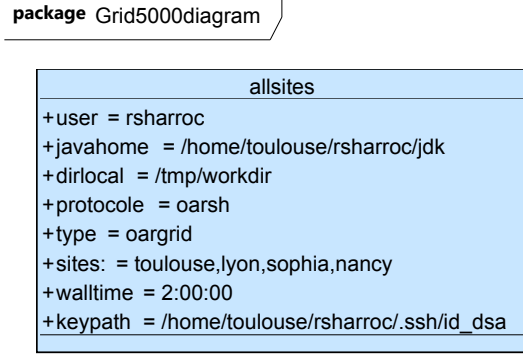 package Grid5000diagram
allsites
+user = rsharroc
+javahome = /home/toulouse/rsharroc/jdk
+dirlocal = /tmp/workdir
+protocole = oarsh
+type = oargrid
+sites: = toulouse,lyon,sophia,nancy
+walltime = 2:00:00
+keypath = /home/toulouse/rsharroc/.ssh/id_dsa